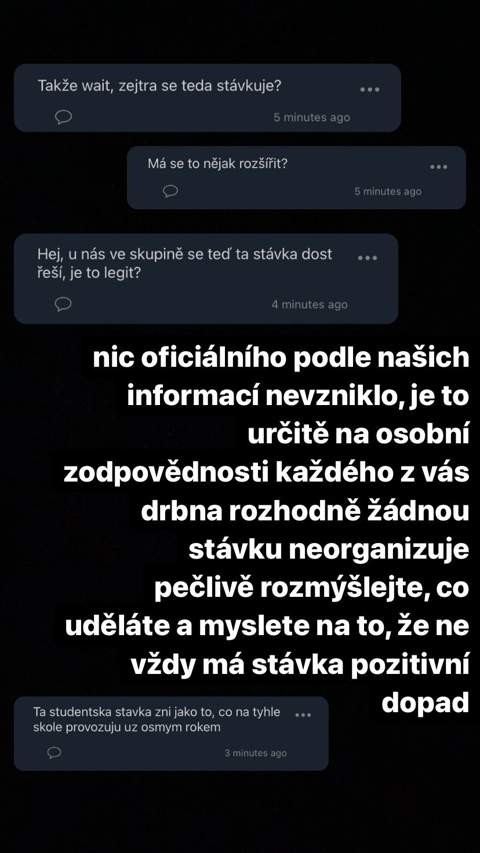 Takže wait, zejtra se teda stávkuje?
5 minutes ago
Má se to nějak rozšířit?
5 minutes ago
Hej, u nás ve skupině se teď ta stávka dost
řeší, je to legit?
4 minutes ago
nic oficiálního podle našich
informací nevzniklo, je to
určitě na osobní
zodpovědnosti každého z vás
drbna rozhodně žádnou
stávku neorganizuje
pečlivě rozmýšlejte, co
uděláte a myslete na to, že ne
vždy má stávka pozitivní
dopad
Ta studentska stavka zni jako to, co na tyhle
skole provozuju uz osmym rokem
3 minutes ago